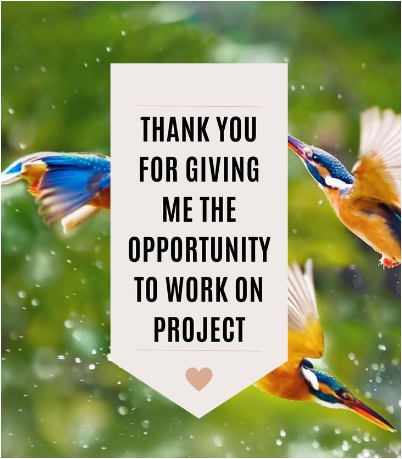 THANK YOU
FOR GIVING
ME THE
OPPORTUNITY
TO WORK ON
PROJECT